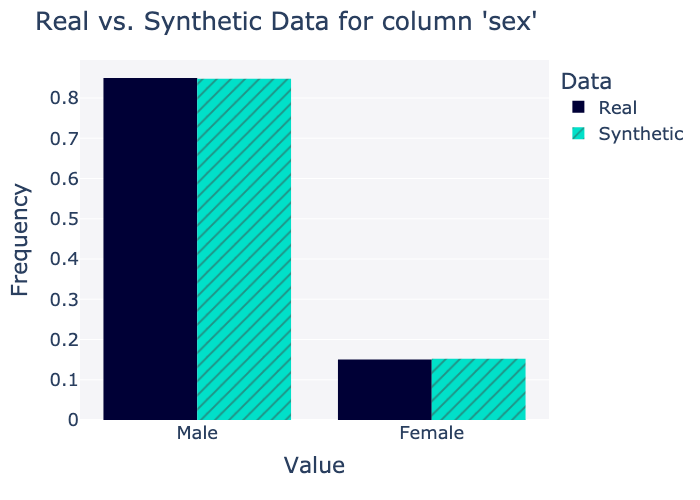 Real vs. Synthetic Data for column 'sex'
Data
Real
Synthetic
Frequency
0.8
0.7
0.6
0.5
0.4
0.3
0.2
0.1
0
Male
Female
Value